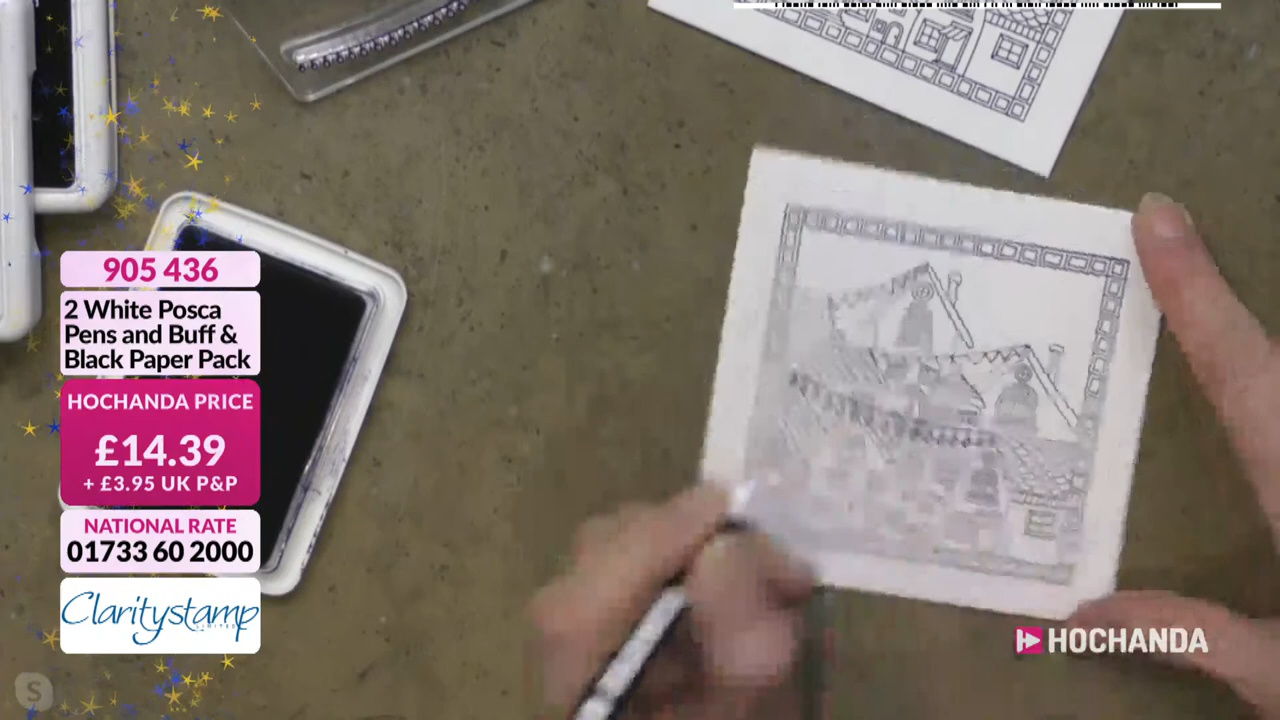 905 436
2 White Posca
Pens and Buff &
Black Paper Pack
HOCHANDA PRICE
£14.39
+ £3.95 UK P&P
NATIONAL RATE
01733 60 2000
Claritystamp
LIMITED
HOCHANDA
S